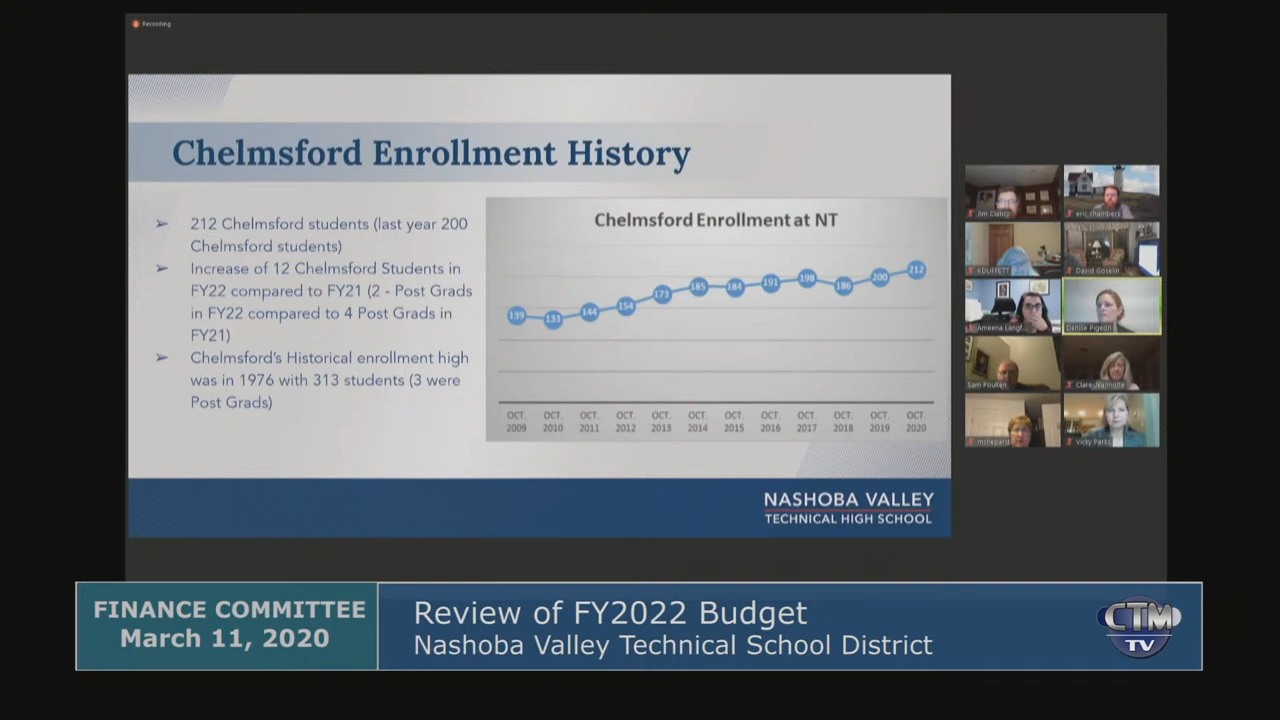 Recording
Chelmsford Enrollment History
➢ 212 Chelmsford students (last year 200
Chelmsford students)
➢ Increase of 12 Chelmsford Students in
FY22 compared to FY21 (2 - Post Grads
in FY22 compared to 4 Post Grads in
FY21)
➢ Chelmsford's Historical enrollment high
was in 1976 with 313 students (3 were
Post Grads)
Chelmsford Enrollment at NT
139 133 144 154 173 185 184 191 198 186 200 212
OCT. OCT. OCT. OCT. OCT. OCT. OCT. OCT. OCT. OCT. OCT. OCT.
2009 2010 2011 2012 2013 2014 2015 2016 2017 2018 2019 2020
NASHOBA VALLEY
TECHNICAL HIGH SCHOOL
Jim Clancy eric.chambers
KDUFFETT David Goselin
Ameena Langf Denise Pigeon
Sam Poulten Clare Jeannotte
mshepard Vicky Parks
FINANCE COMMITTEE
March 11, 2020
Review of FY2022 Budget
Nashoba Valley Technical School District
CTM
TV